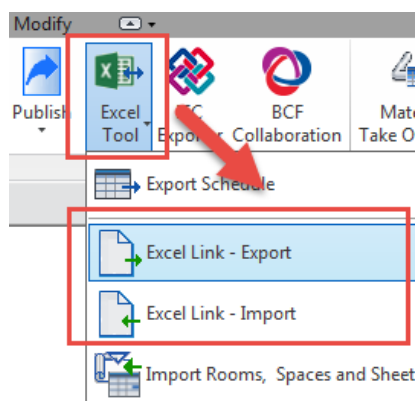 Modify
Publish
Excel
Tool
BCF
Collaboration
Take O
Export Schedule
Excel Link - Export
Excel Link - Import
Import Rooms, Spaces and Sheet